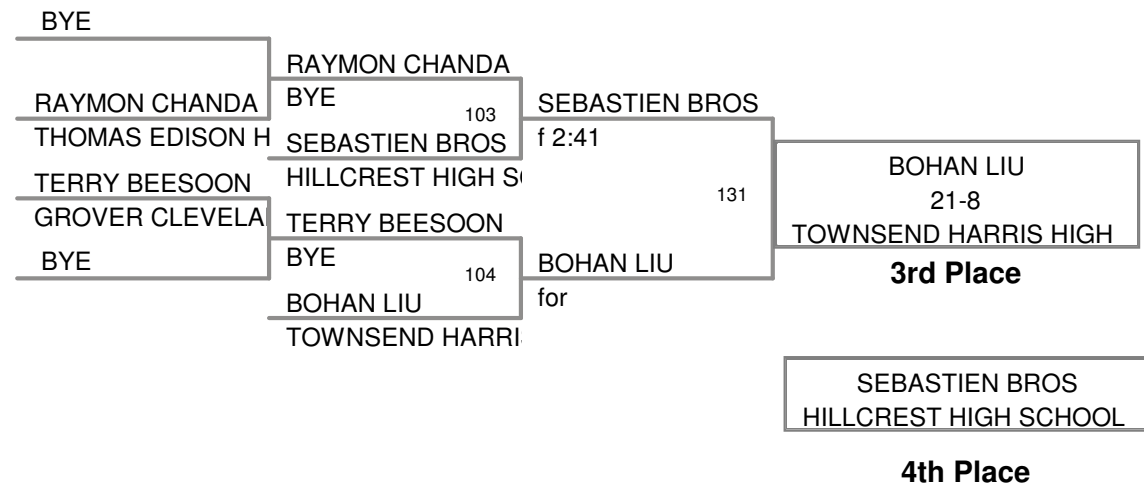 BYE
RAYMON CHANDA
THOMAS EDISON H
TERRY BEESOON
GROVER CLEVELA
BYE
RAYMON CHANDA
BYE
103
SEBASTIEN BROS
HILLCREST HIGH S
TERRY BEESOON
BYE
104
BOHAN LIU
TOWNSEND HARRI
SEBASTIEN BROS
f 2:41
131
BOHAN LIU
for
BOHAN LIU
21-8
TOWNSEND HARRIS HIGH
3rd Place
SEBASTIEN BROS
HILLCREST HIGH SCHOOL
4th Place